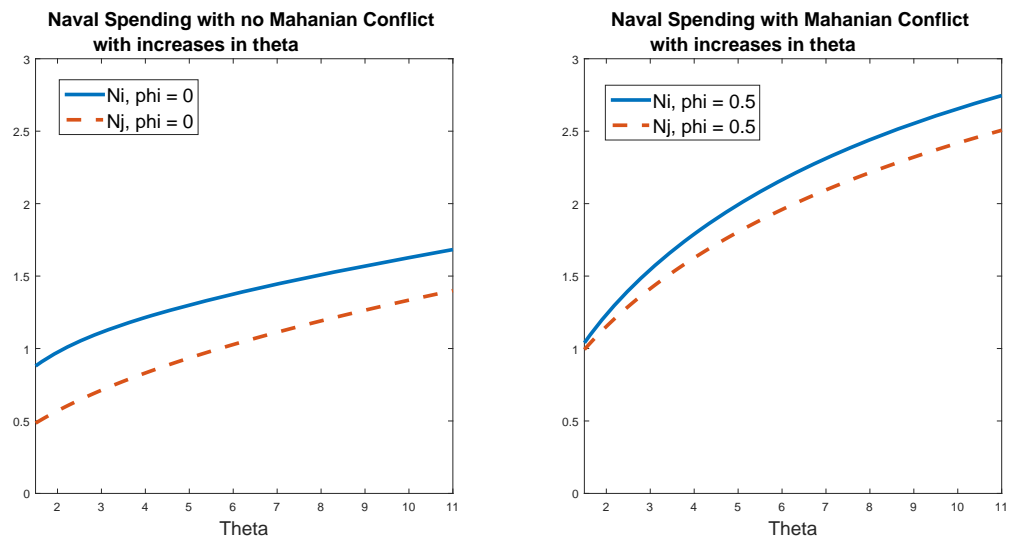 Naval Spending with no Mahanian Conflict
with increases in theta
3
2.5
2
1.5
1
0.5
0
Ni, phi = 0
Nj, phi = 0
2 3 4 5 6 7 8 9 10 11
Theta
Naval Spending with Mahanian Conflict
with increases in theta
3
2.5
2
1.5
1
0.5
0
Ni, phi = 0.5
Nj, phi = 0.5
2 3 4 5 6 7 8 9 10 11
Theta